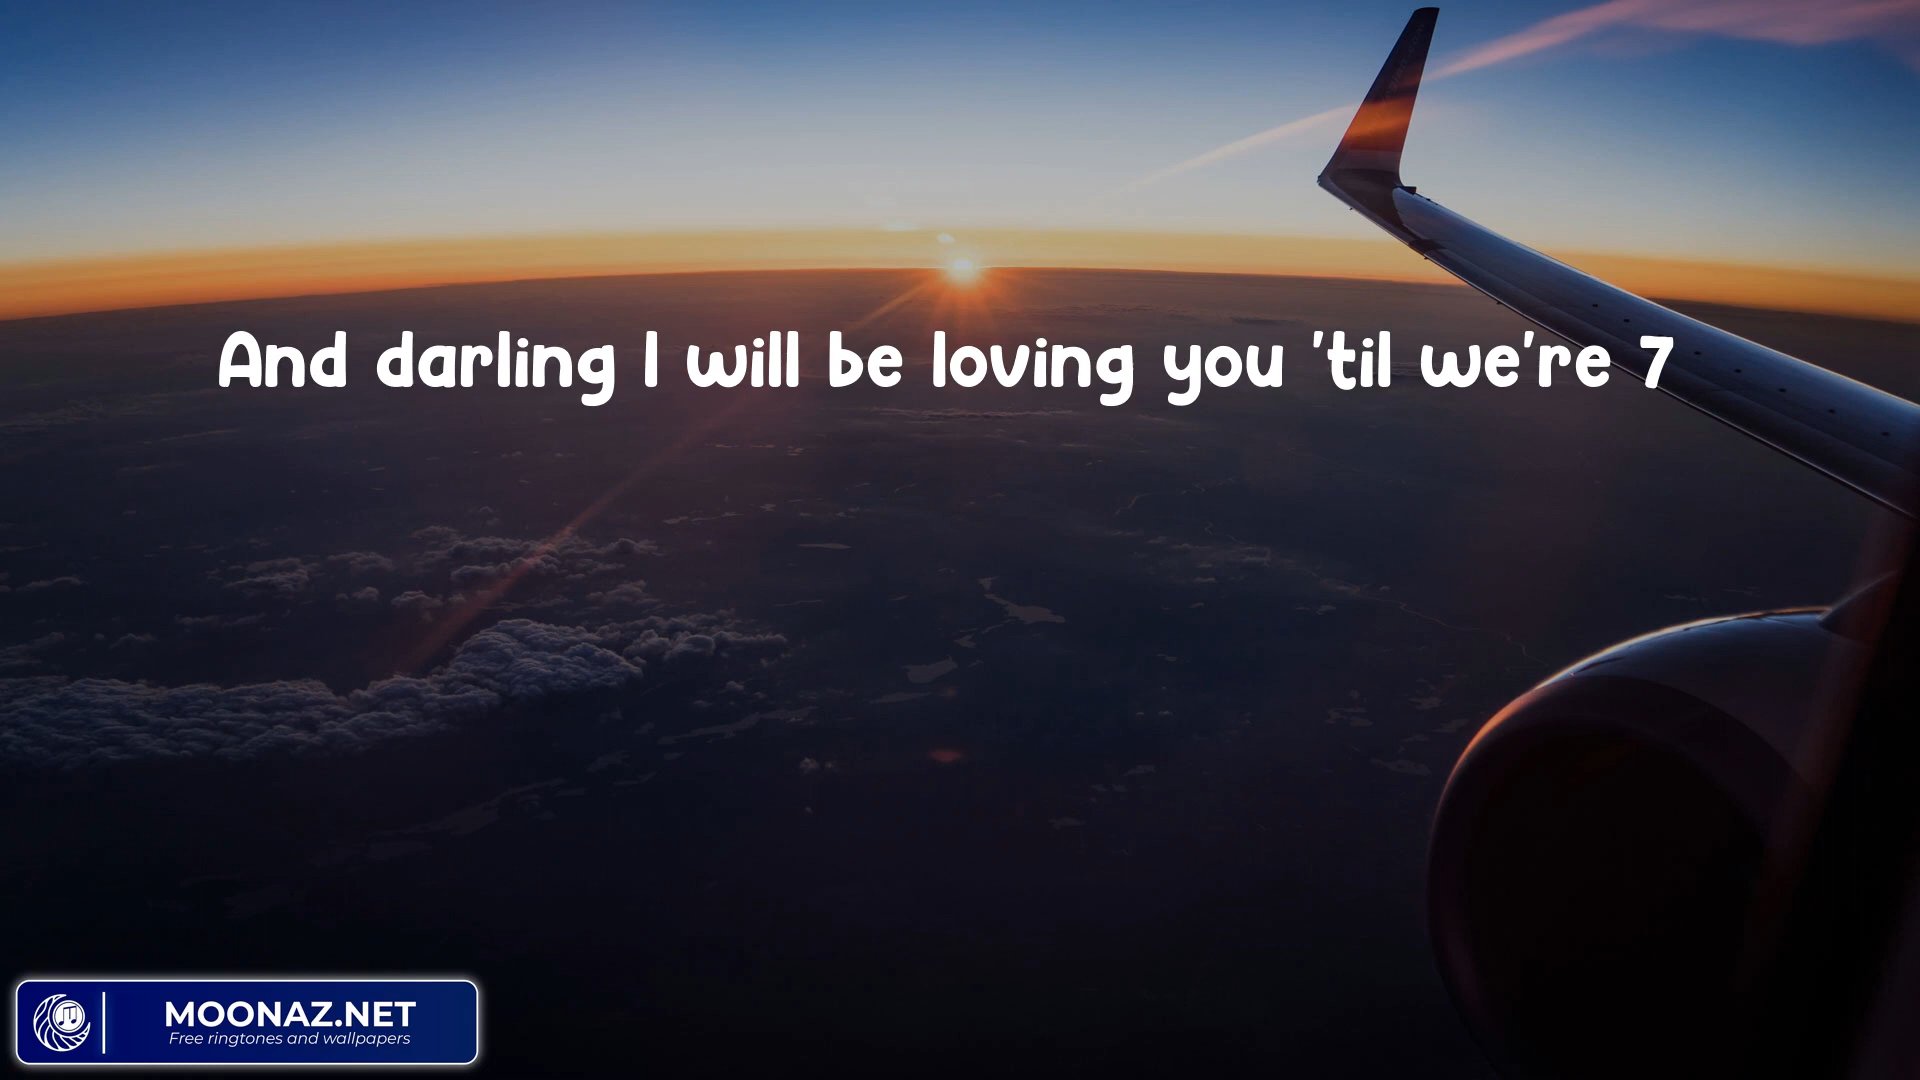 And darling I will be loving you 'til we're 7
MOONAZ.NET
Free ringtones and wallpapers